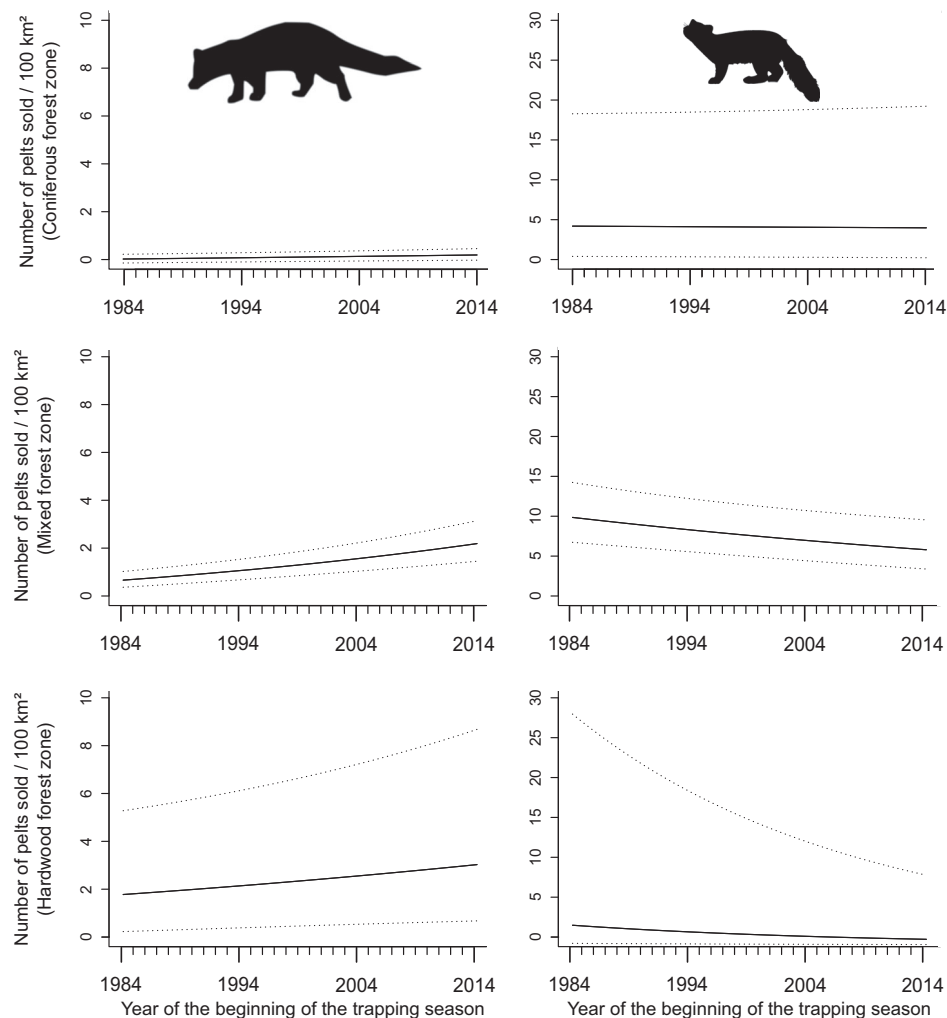 Number of pelts sold / 100 km²
(Coniferous forest zone)
10
8
6
4
2
0
1984 1994 2004 2014
30
25
20
15
10
5
0
1984 1994 2004 2014
Number of pelts sold / 100 km²
(Mixed forest zone)
10
8
6
4
2
0
1984 1994 2004 2014
30
25
20
15
10
5
0
1984 1994 2004 2014
Number of pelts sold / 100 km²
(Hardwood forest zone)
10
8
6
4
2
0
1984 1994 2004 2014
Year of the beginning of the trapping season
30
25
20
15
10
5
0
1984 1994 2004 2014
Year of the beginning of the trapping season